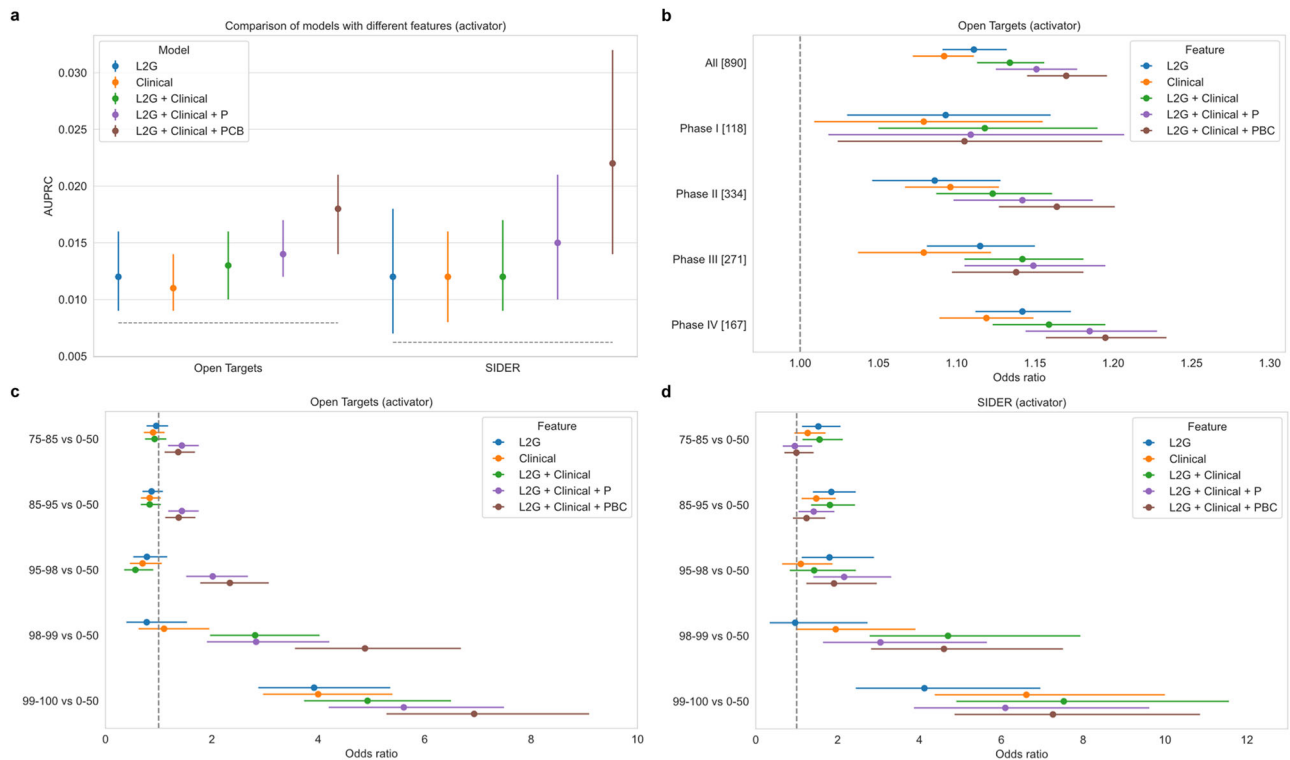 a
Comparison of models with different features (activator)
Model
L2G
Clinical
L2G + Clinical
L2G + Clinical + P
L2G + Clinical + PCB
AUPRC
0.030
0.025
0.020
0.015
0.010
0.005
Open Targets
SIDER
b
Open Targets (activator)
Feature
L2G
Clinical
L2G + Clinical
L2G + Clinical + P
L2G + Clinical + PBC
All [890]
Phase I [118]
Phase II [334]
Phase III [271]
Phase IV [167]
1.00 1.05 1.10 1.15 1.20 1.25 1.30
Odds ratio
c
Open Targets (activator)
Feature
L2G
Clinical
L2G + Clinical
L2G + Clinical + P
L2G + Clinical + PBC
75-85 vs 0-50
85-95 vs 0-50
95-98 vs 0-50
98-99 vs 0-50
99-100 vs 0-50
0 2 4 6 8 10
Odds ratio
d
SIDER (activator)
Feature
L2G
Clinical
L2G + Clinical
L2G + Clinical + P
L2G + Clinical + PBC
75-85 vs 0-50
85-95 vs 0-50
95-98 vs 0-50
98-99 vs 0-50
99-100 vs 0-50
0 2 4 6 8 10 12
Odds ratio